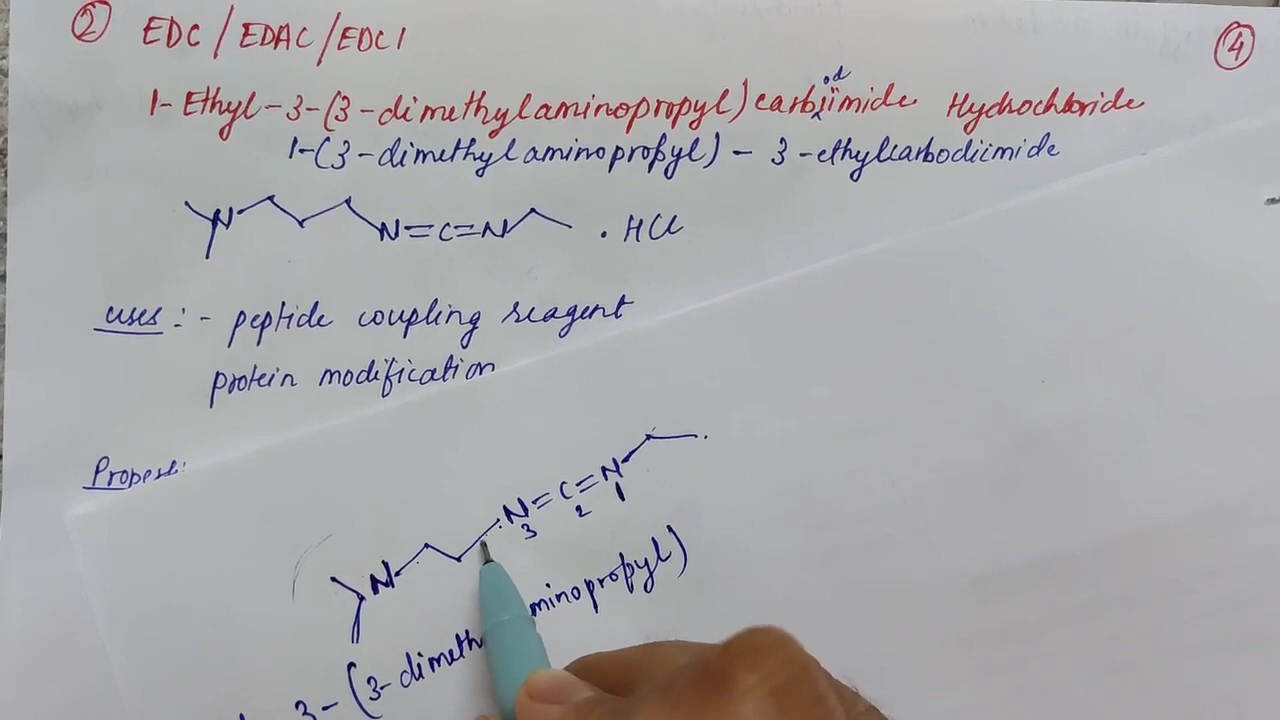 ② EDC / EDAC / EDCI
④
1-Ethyl-3-(3-dimethylaminopropyl)carbodiimide Hydrochloride
1-(3-dimethylaminopropyl)-3-ethylcarbodiimide
N N=C=N . HCl
uses :- peptide coupling reagent
protein modification
Propert:
N N=C=N
3 2 1
3-(3-dimeth minopropyl)